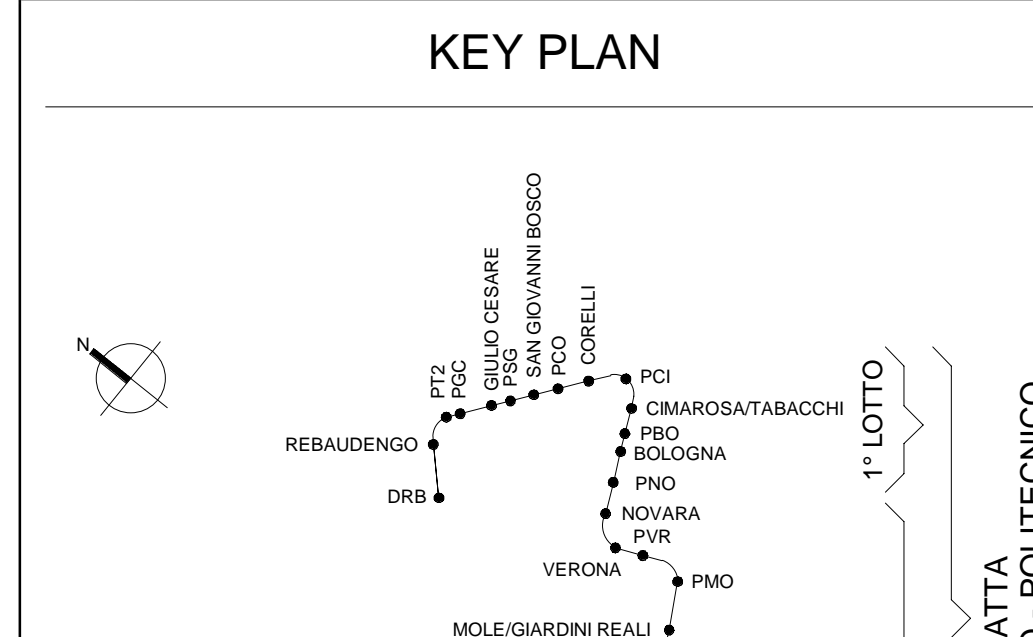 KEY PLAN
N
PT2
PGC
GIULIO CESARE
PSG
SAN GIOVANNI BOSCO
PCO
CORELLI
PCI
CIMAROSA/TABACCHI
REBAUDENGO
PBO
BOLOGNA
DRB
PNO
NOVARA
PVR
VERONA
PMO
MOLE/GIARDINI REALI
1° LOTTO
POLITECNICO